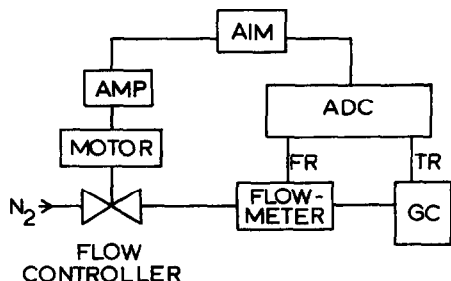 AIM
AMP
ADC
MOTOR
FR
TR
N₂
FLOW-
METER
GC
FLOW
CONTROLLER